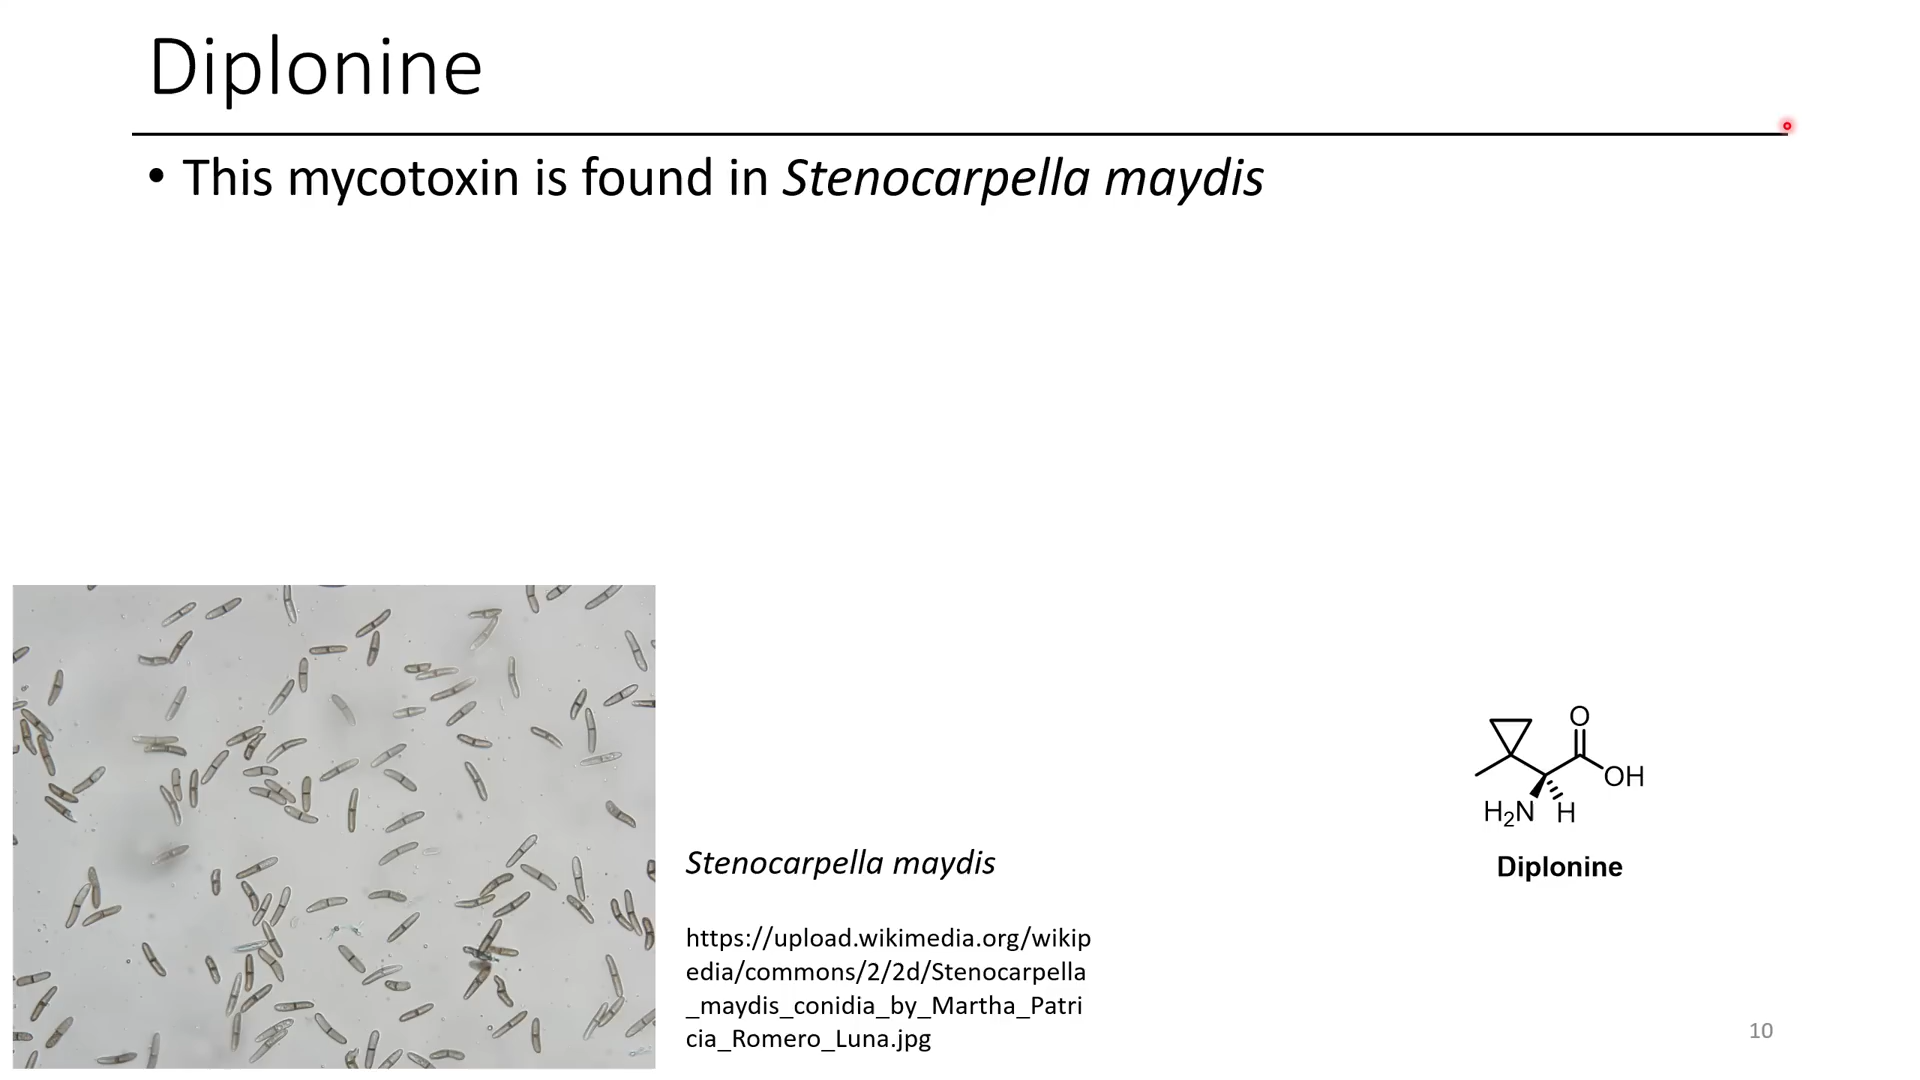 Diplonine
• This mycotoxin is found in Stenocarpella maydis
Stenocarpella maydis
https://upload.wikimedia.org/wikip
edia/commons/2/2d/Stenocarpella
_maydis_conidia_by_Martha_Patri
cia_Romero_Luna.jpg
O
OH
H₂N H
Diplonine
10